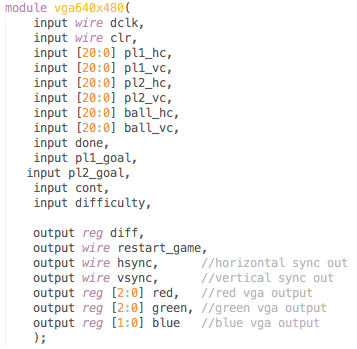 module vga640x480(
input wire dclk,
input wire clr,
input [20:0] pl1_hc,
input [20:0] pl1_vc,
input [20:0] pl2_hc,
input [20:0] pl2_vc,
input [20:0] ball_hc,
input [20:0] ball_vc,
input done,
input pl1_goal,
input pl2_goal,
input cont,
input difficulty,
output reg diff,
output wire restart_game,
output wire hsync, //horizontal sync out
output wire vsync, //vertical sync out
output reg [2:0] red, //red vga output
output reg [2:0] green, //green vga output
output reg [1:0] blue //blue vga output
);